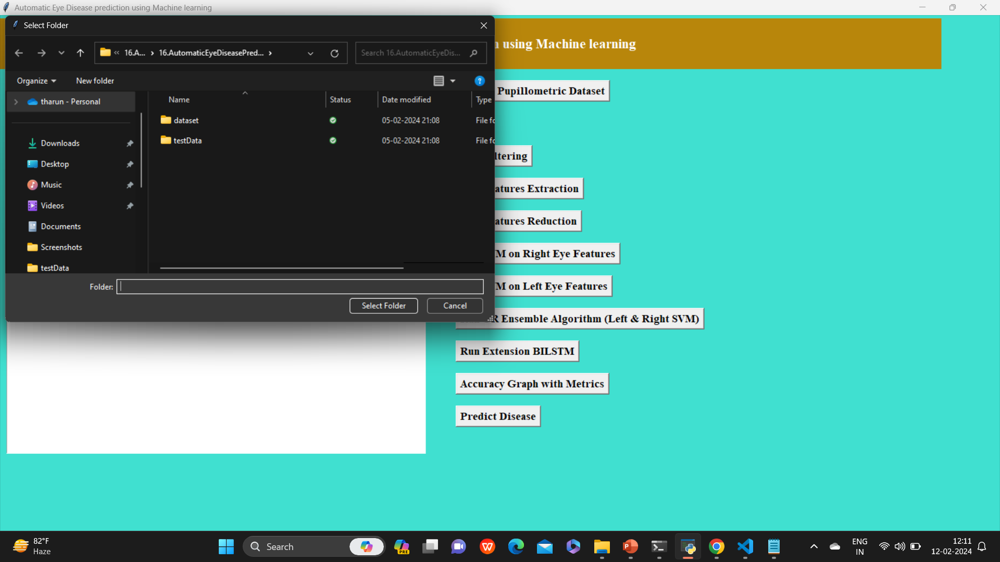 Automatic Eye Disease prediction using Machine learning
Select Folder
using Machine learning
16.A... 16.AutomaticEyeDiseasePred...
Search 16.AutomaticEyeDis...
Organize New folder
Pupillometric Dataset
tharun - Personal
Name Status Date modified Type
dataset 05-02-2024 21:08 File fo
testData 05-02-2024 21:08 File fo
Downloads
Desktop
Music
Videos
Documents
Screenshots
testData
ltering
atures Extraction
atures Reduction
M on Right Eye Features
M on Left Eye Features
Folder:
Select Folder Cancel
R Ensemble Algorithm (Left & Right SVM)
Run Extension BILSTM
Accuracy Graph with Metrics
Predict Disease
82°F
Haze
Search
PRE
ENG
IN
12:11
12-02-2024